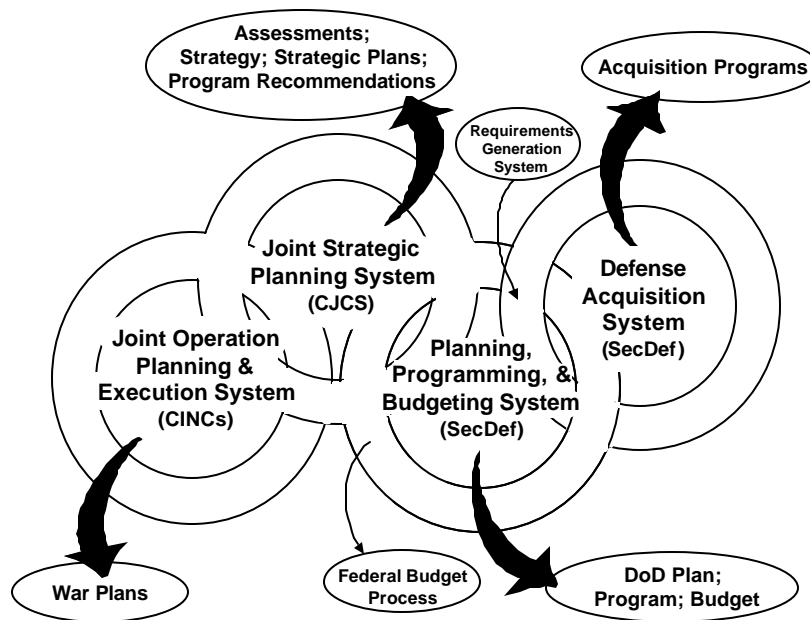 Assessments;
Strategy; Strategic Plans;
Program Recommendations
Acquisition Programs
Requirements
Generation
System
Joint Strategic
Planning System
(CJCS)
Defense
Acquisition
System
(SecDef)
Joint Operation
Planning &
Execution System
(CINCs)
Planning,
Programming, &
Budgeting System
(SecDef)
War Plans
Federal Budget
Process
DoD Plan;
Program; Budget